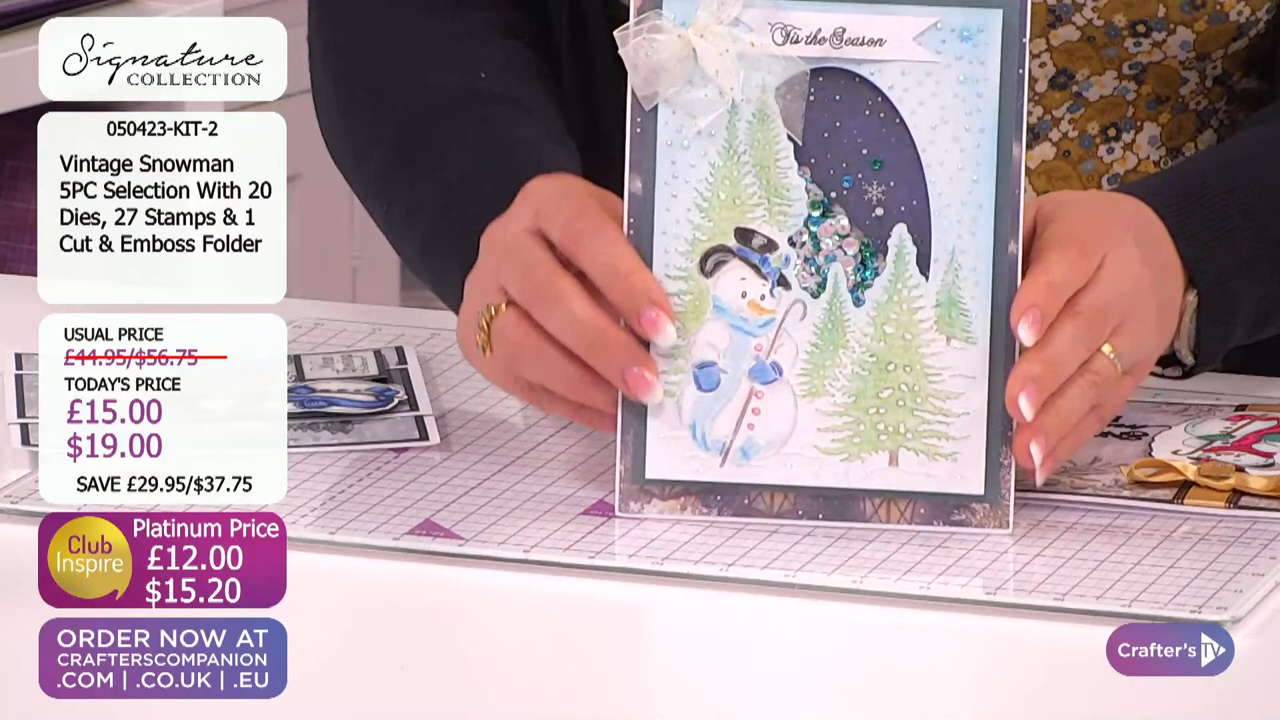 Signature
COLLECTION
050423-KIT-2
Vintage Snowman
5PC Selection With 20
Dies, 27 Stamps & 1
Cut & Emboss Folder
USUAL PRICE
£44.95/$56.75
TODAY'S PRICE
£15.00
$19.00
SAVE £29.95/$37.75
Club
Inspire
Platinum Price
£12.00
$15.20
ORDER NOW AT
CRAFTERSCOMPANION
.COM | .CO.UK | .EU
'Tis the Season
Crafter's TV